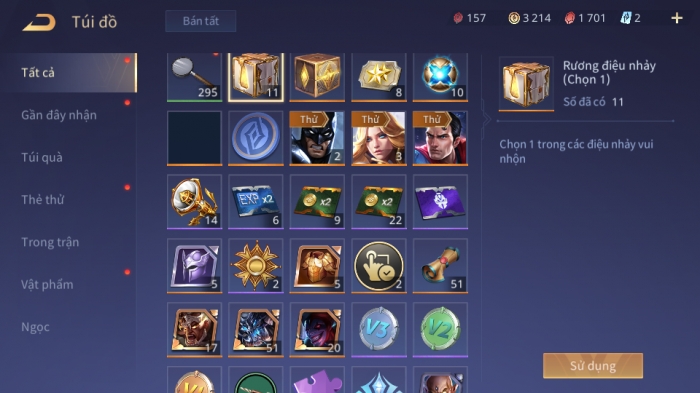 Túi đồ
Bán tất
157
3 214
1 701
2
+
Tất cả
Gần đây nhận
Túi quà
Thẻ thử
Trong trận
Vật phẩm
Ngọc
295
11
8
10
Thử
2
Thử
3
Thử
14
EXP x2
6
x2
9
x2
22
5
2
5
2
51
17
51
20
V3
V2
Rương điệu nhảy
(Chọn 1)
Số đã có 11
Chọn 1 trong các điệu nhảy vui
nhộn
Sử dụng